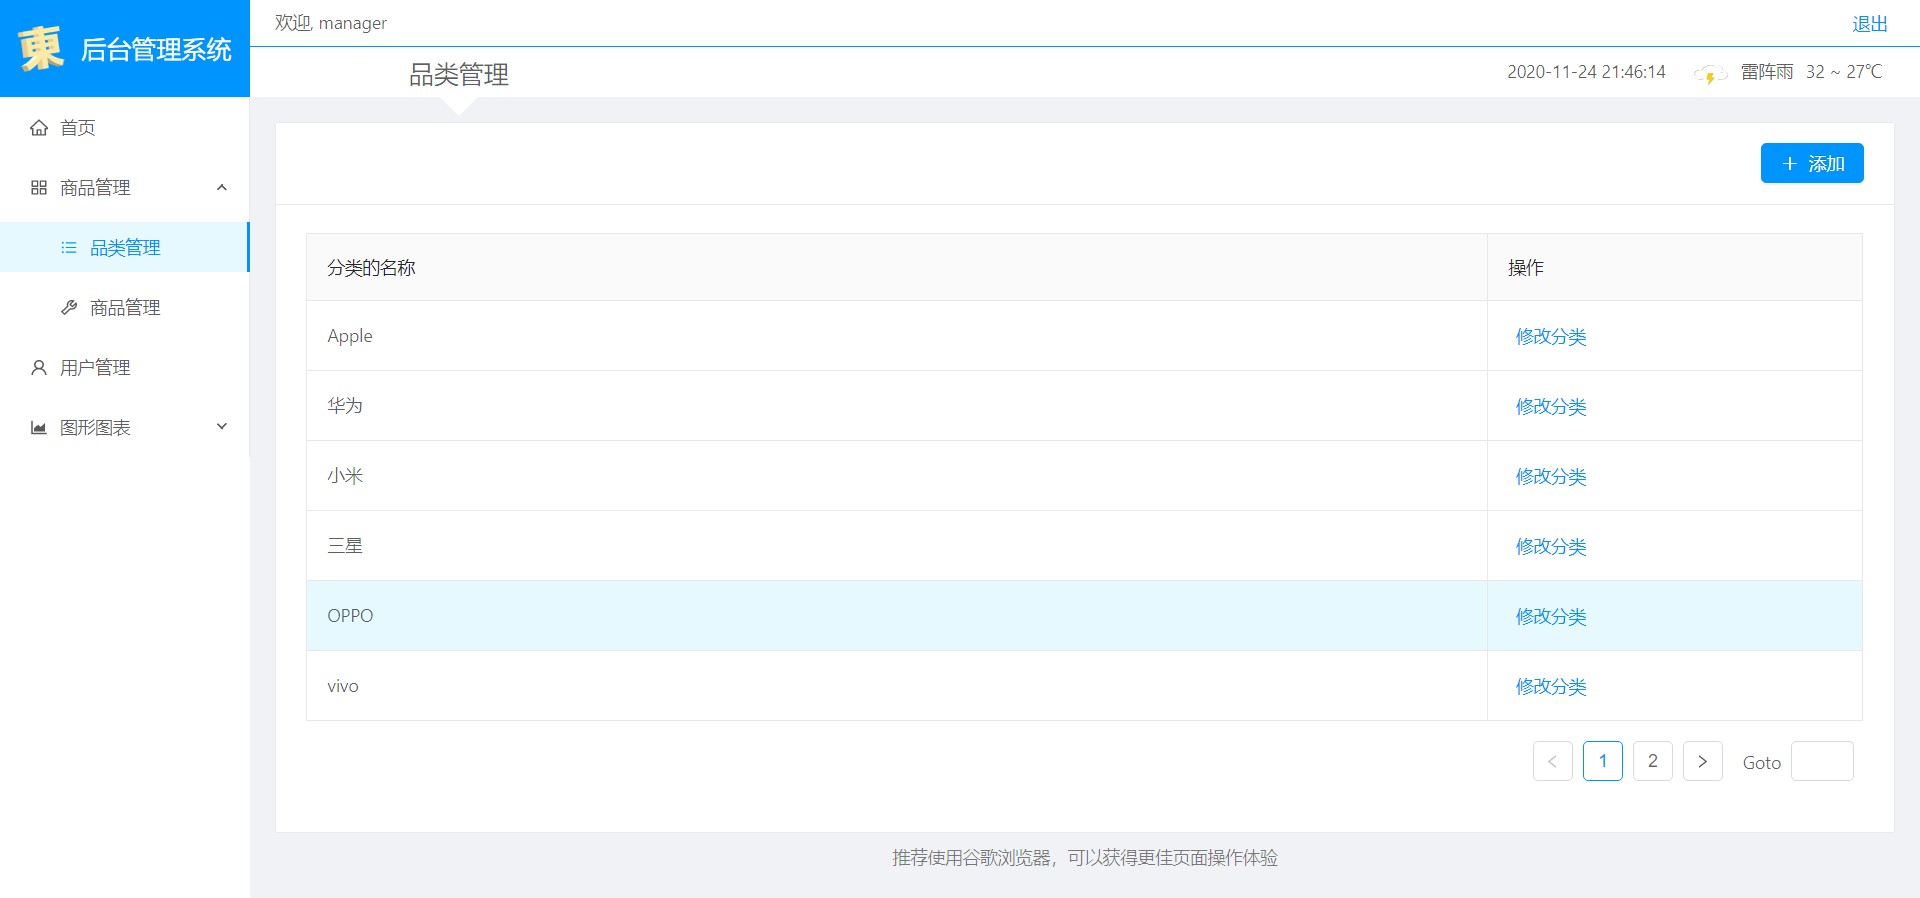 東 后台管理系统
欢迎, manager
退出
品类管理
2020-11-24 21:46:14 雷阵雨 32 ~ 27℃
首页
商品管理
品类管理
商品管理
用户管理
图形图表
+ 添加
分类的名称 操作
Apple 修改分类
华为 修改分类
小米 修改分类
三星 修改分类
OPPO 修改分类
vivo 修改分类
< 1 2 > Goto
推荐使用谷歌浏览器，可以获得更佳页面操作体验